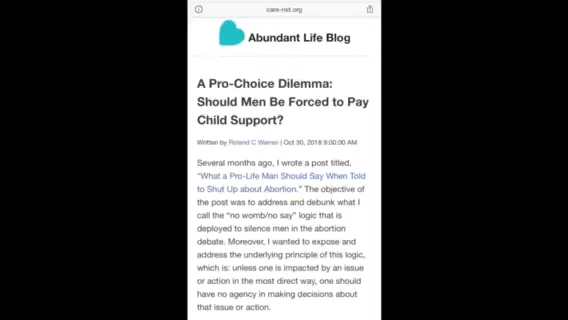 care-net.org
Abundant Life Blog
A Pro-Choice Dilemma:
Should Men Be Forced to Pay
Child Support?
Written by Roland C Warren | Oct 30, 2018 9:00:00 AM
Several months ago, I wrote a post titled,
“What a Pro-Life Man Should Say When Told
to Shut Up about Abortion.” The objective of
the post was to address and debunk what I
call the “no womb/no say” logic that is
deployed to silence men in the abortion
debate. Moreover, I wanted to expose and
address the underlying principle of this logic,
which is: unless one is impacted by an issue
or action in the most direct way, one should
have no agency in making decisions about
that issue or action.